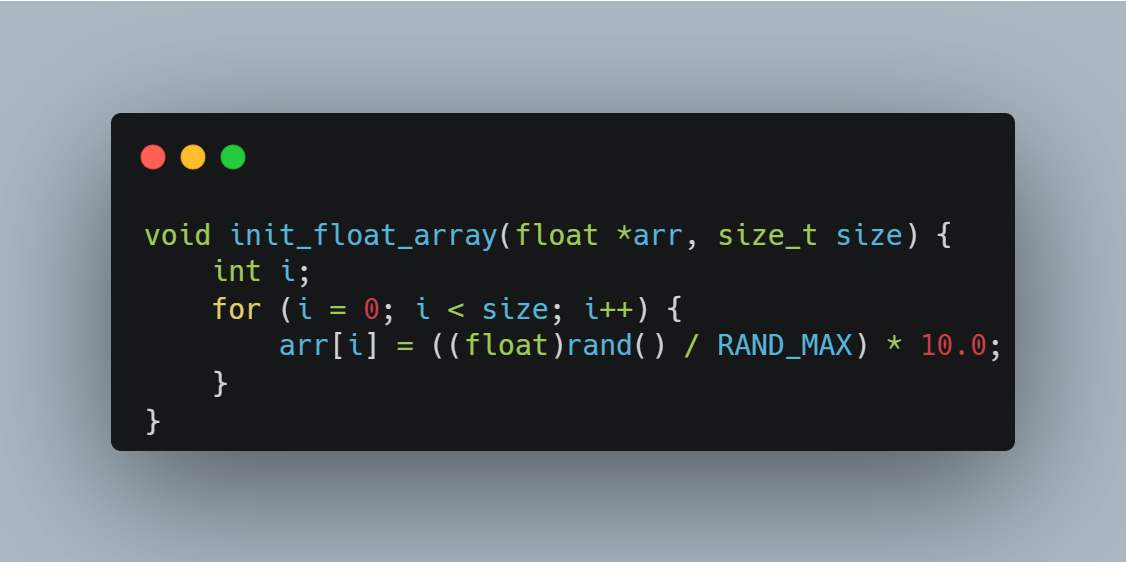 void init_float_array(float *arr, size_t size) {
    int i;
    for (i = 0; i < size; i++) {
        arr[i] = ((float)rand() / RAND_MAX) * 10.0;
    }
}